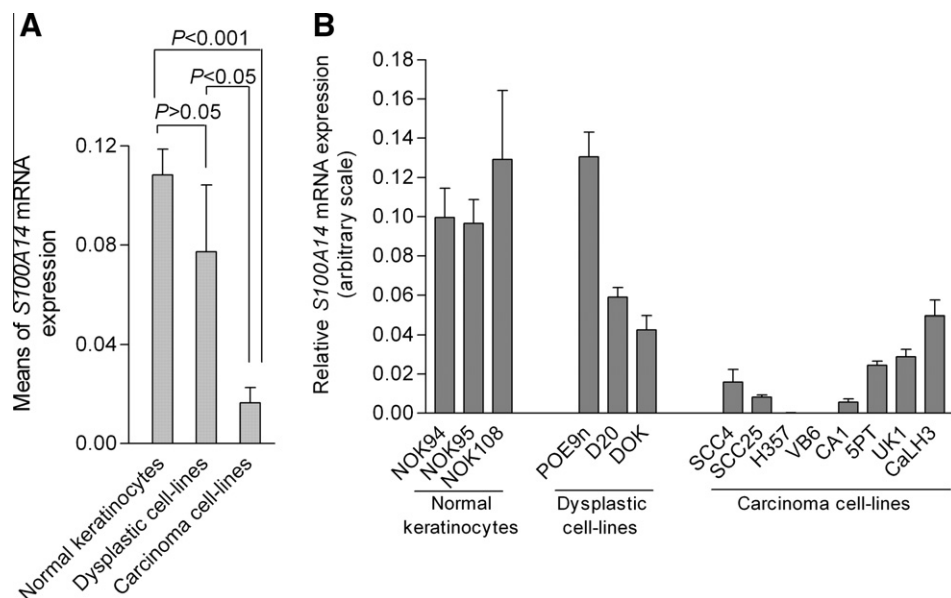 A
P<0.001
P<0.05
P>0.05
0.12
0.08
0.04
0.00
Means of S100A14 mRNA
expression
Normal keratinocytes
Dysplastic cell-lines
Carcinoma cell-lines
B
Relative S100A14 mRNA expression
(arbitrary scale)
0.18
0.16
0.14
0.12
0.10
0.08
0.06
0.04
0.02
0.00
NOK94
NOK95
NOK108
POE9n
D20
DOK
SCC4
SCC25
H357
VB6
CA1
5PT
UK1
CaLH3
Normal
keratinocytes
Dysplastic
cell-lines
Carcinoma cell-lines